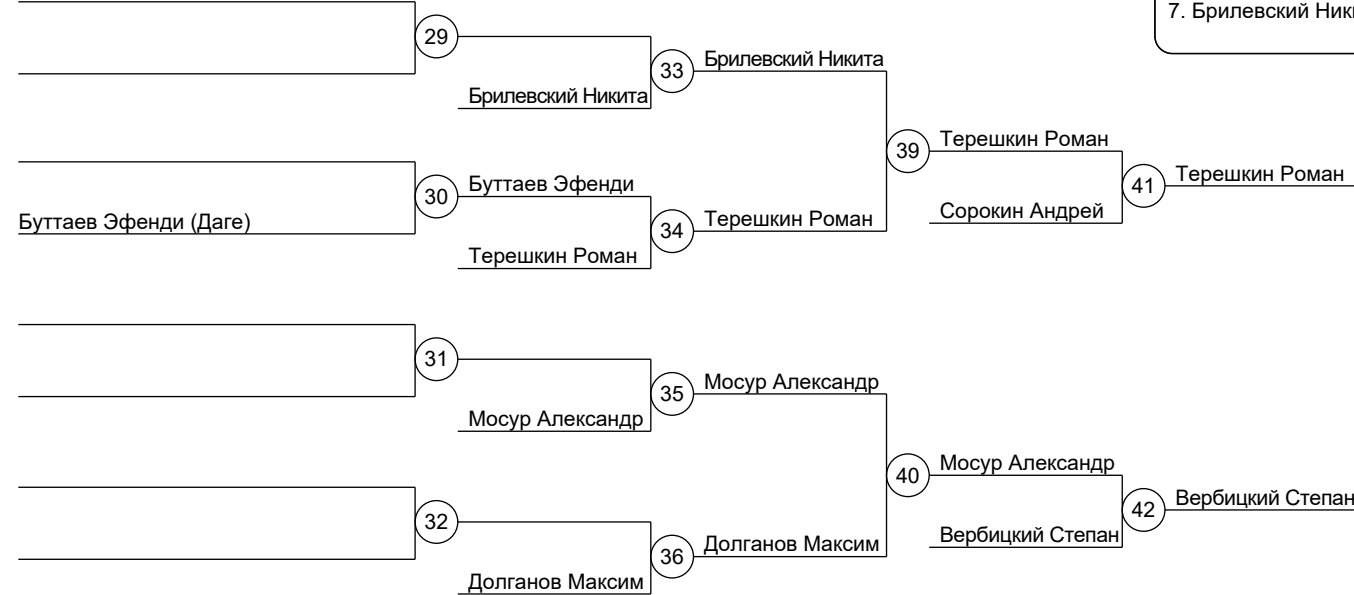 7. Брилевский
29
Брилевский Никита
33
Брилевский Никита
Терешкин Роман
39
Буттаев Эфенди
30
Терешкин Роман
41
Сорокин Андрей
Терешкин Роман
34
Буттаев Эфенди (Даге)
Терешкин Роман
31
Мосур Александр
35
Мосур Александр
Мосур Александр
40
Вербицкий Степан
42
32
Вербицкий Степан
Долганов Максим
36
Долганов Максим